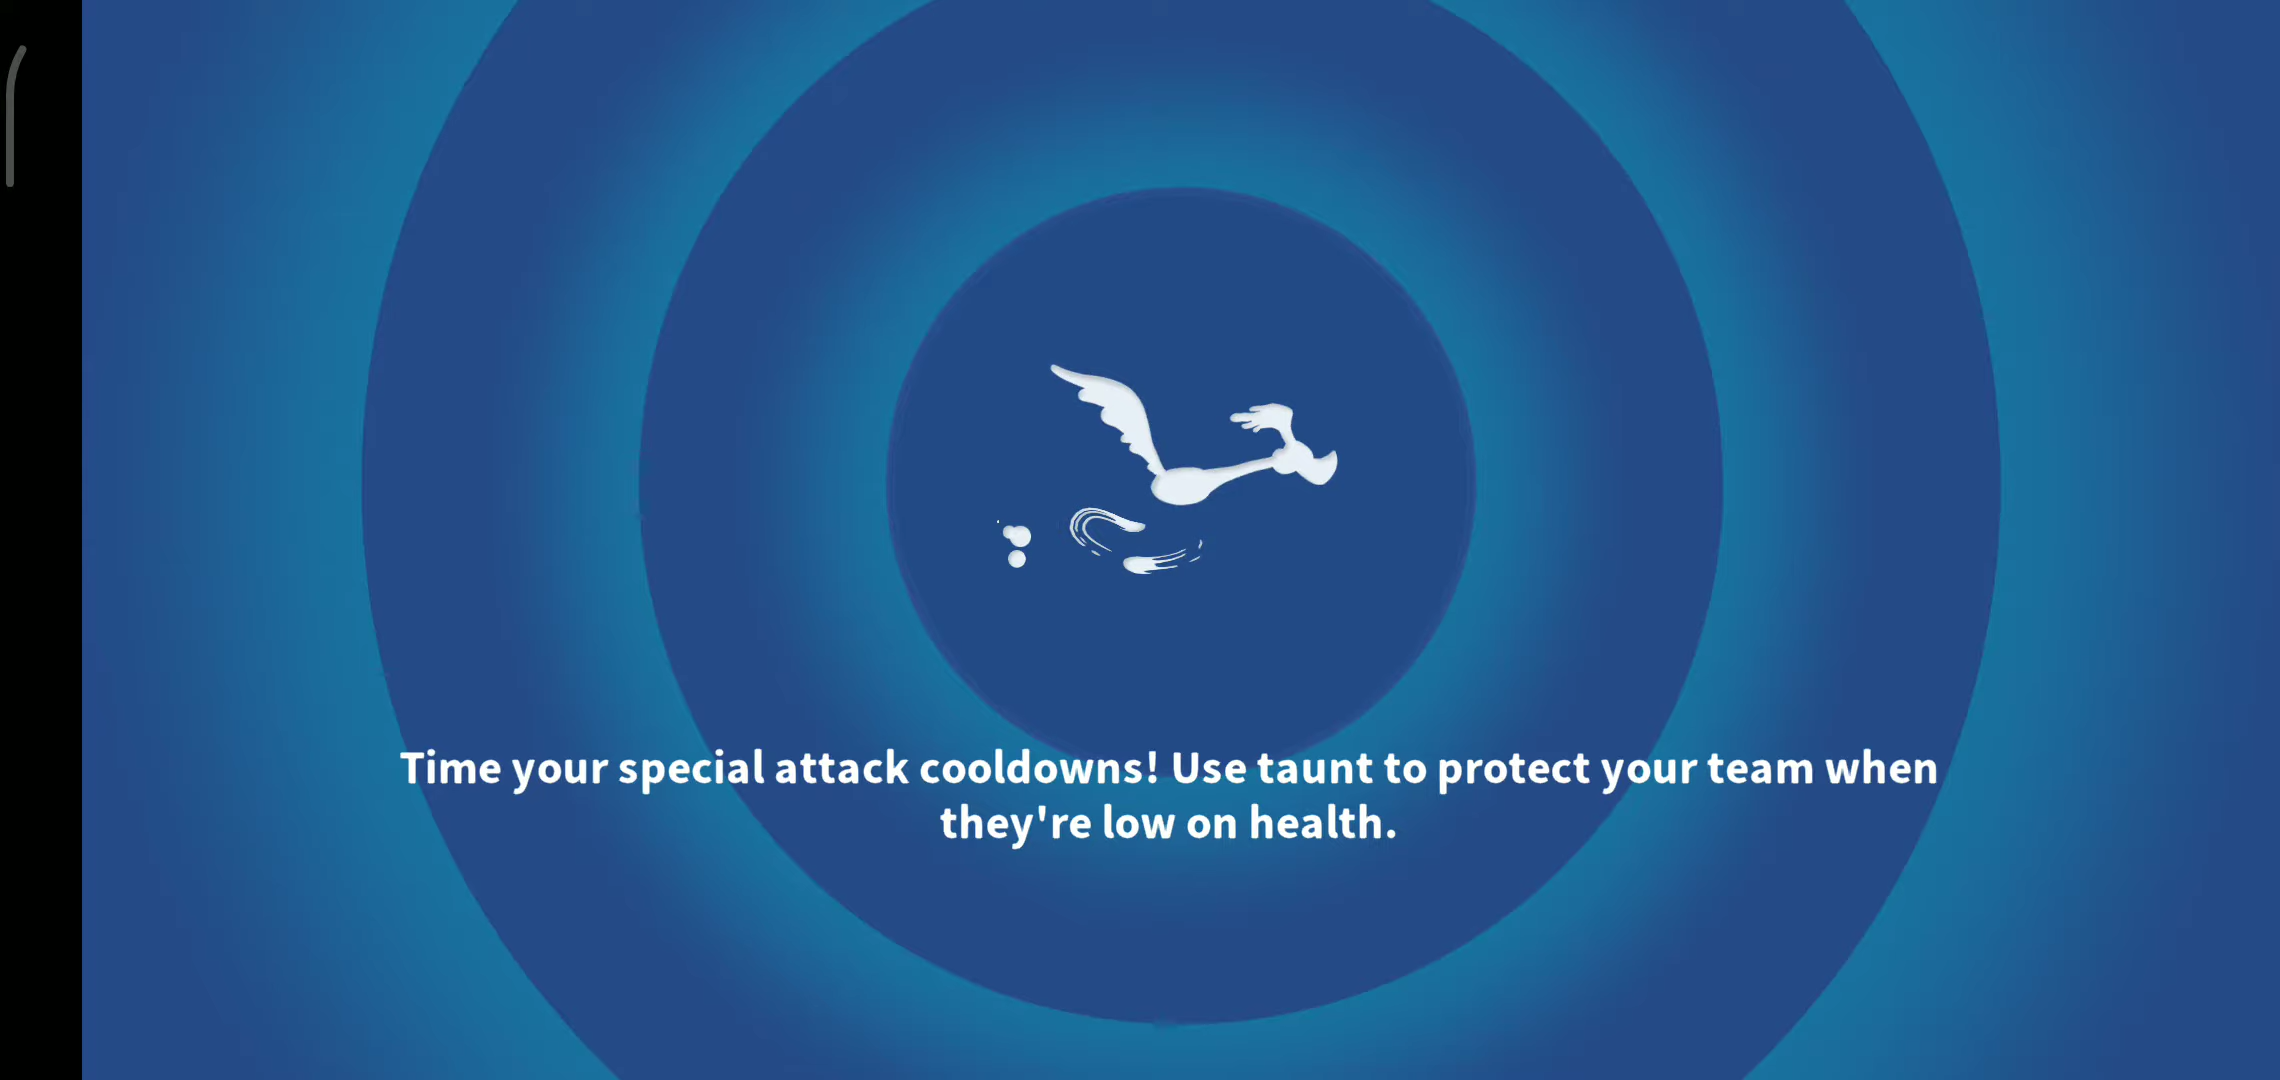 Time your special attack cooldowns! Use taunt to protect your team when
they're low on health.